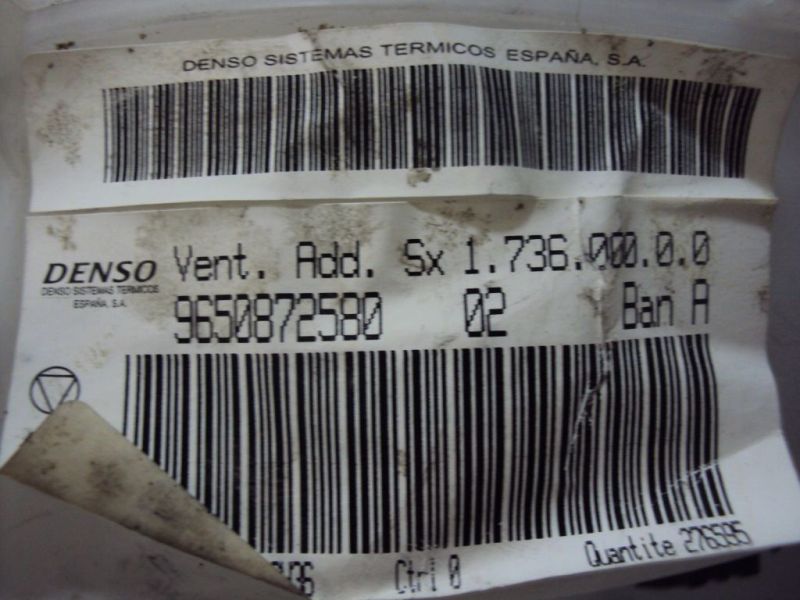 DENSO SISTEMAS TERMICOS ESPAÑA, S.A.
DENSO Vent. Add. Sx 1.736.000.0.0
DENSO SISTEMAS TERMICOS
ESPAÑA, S.A.
9650872580 02 Ban A
Ctrl 0 Quantite 276595